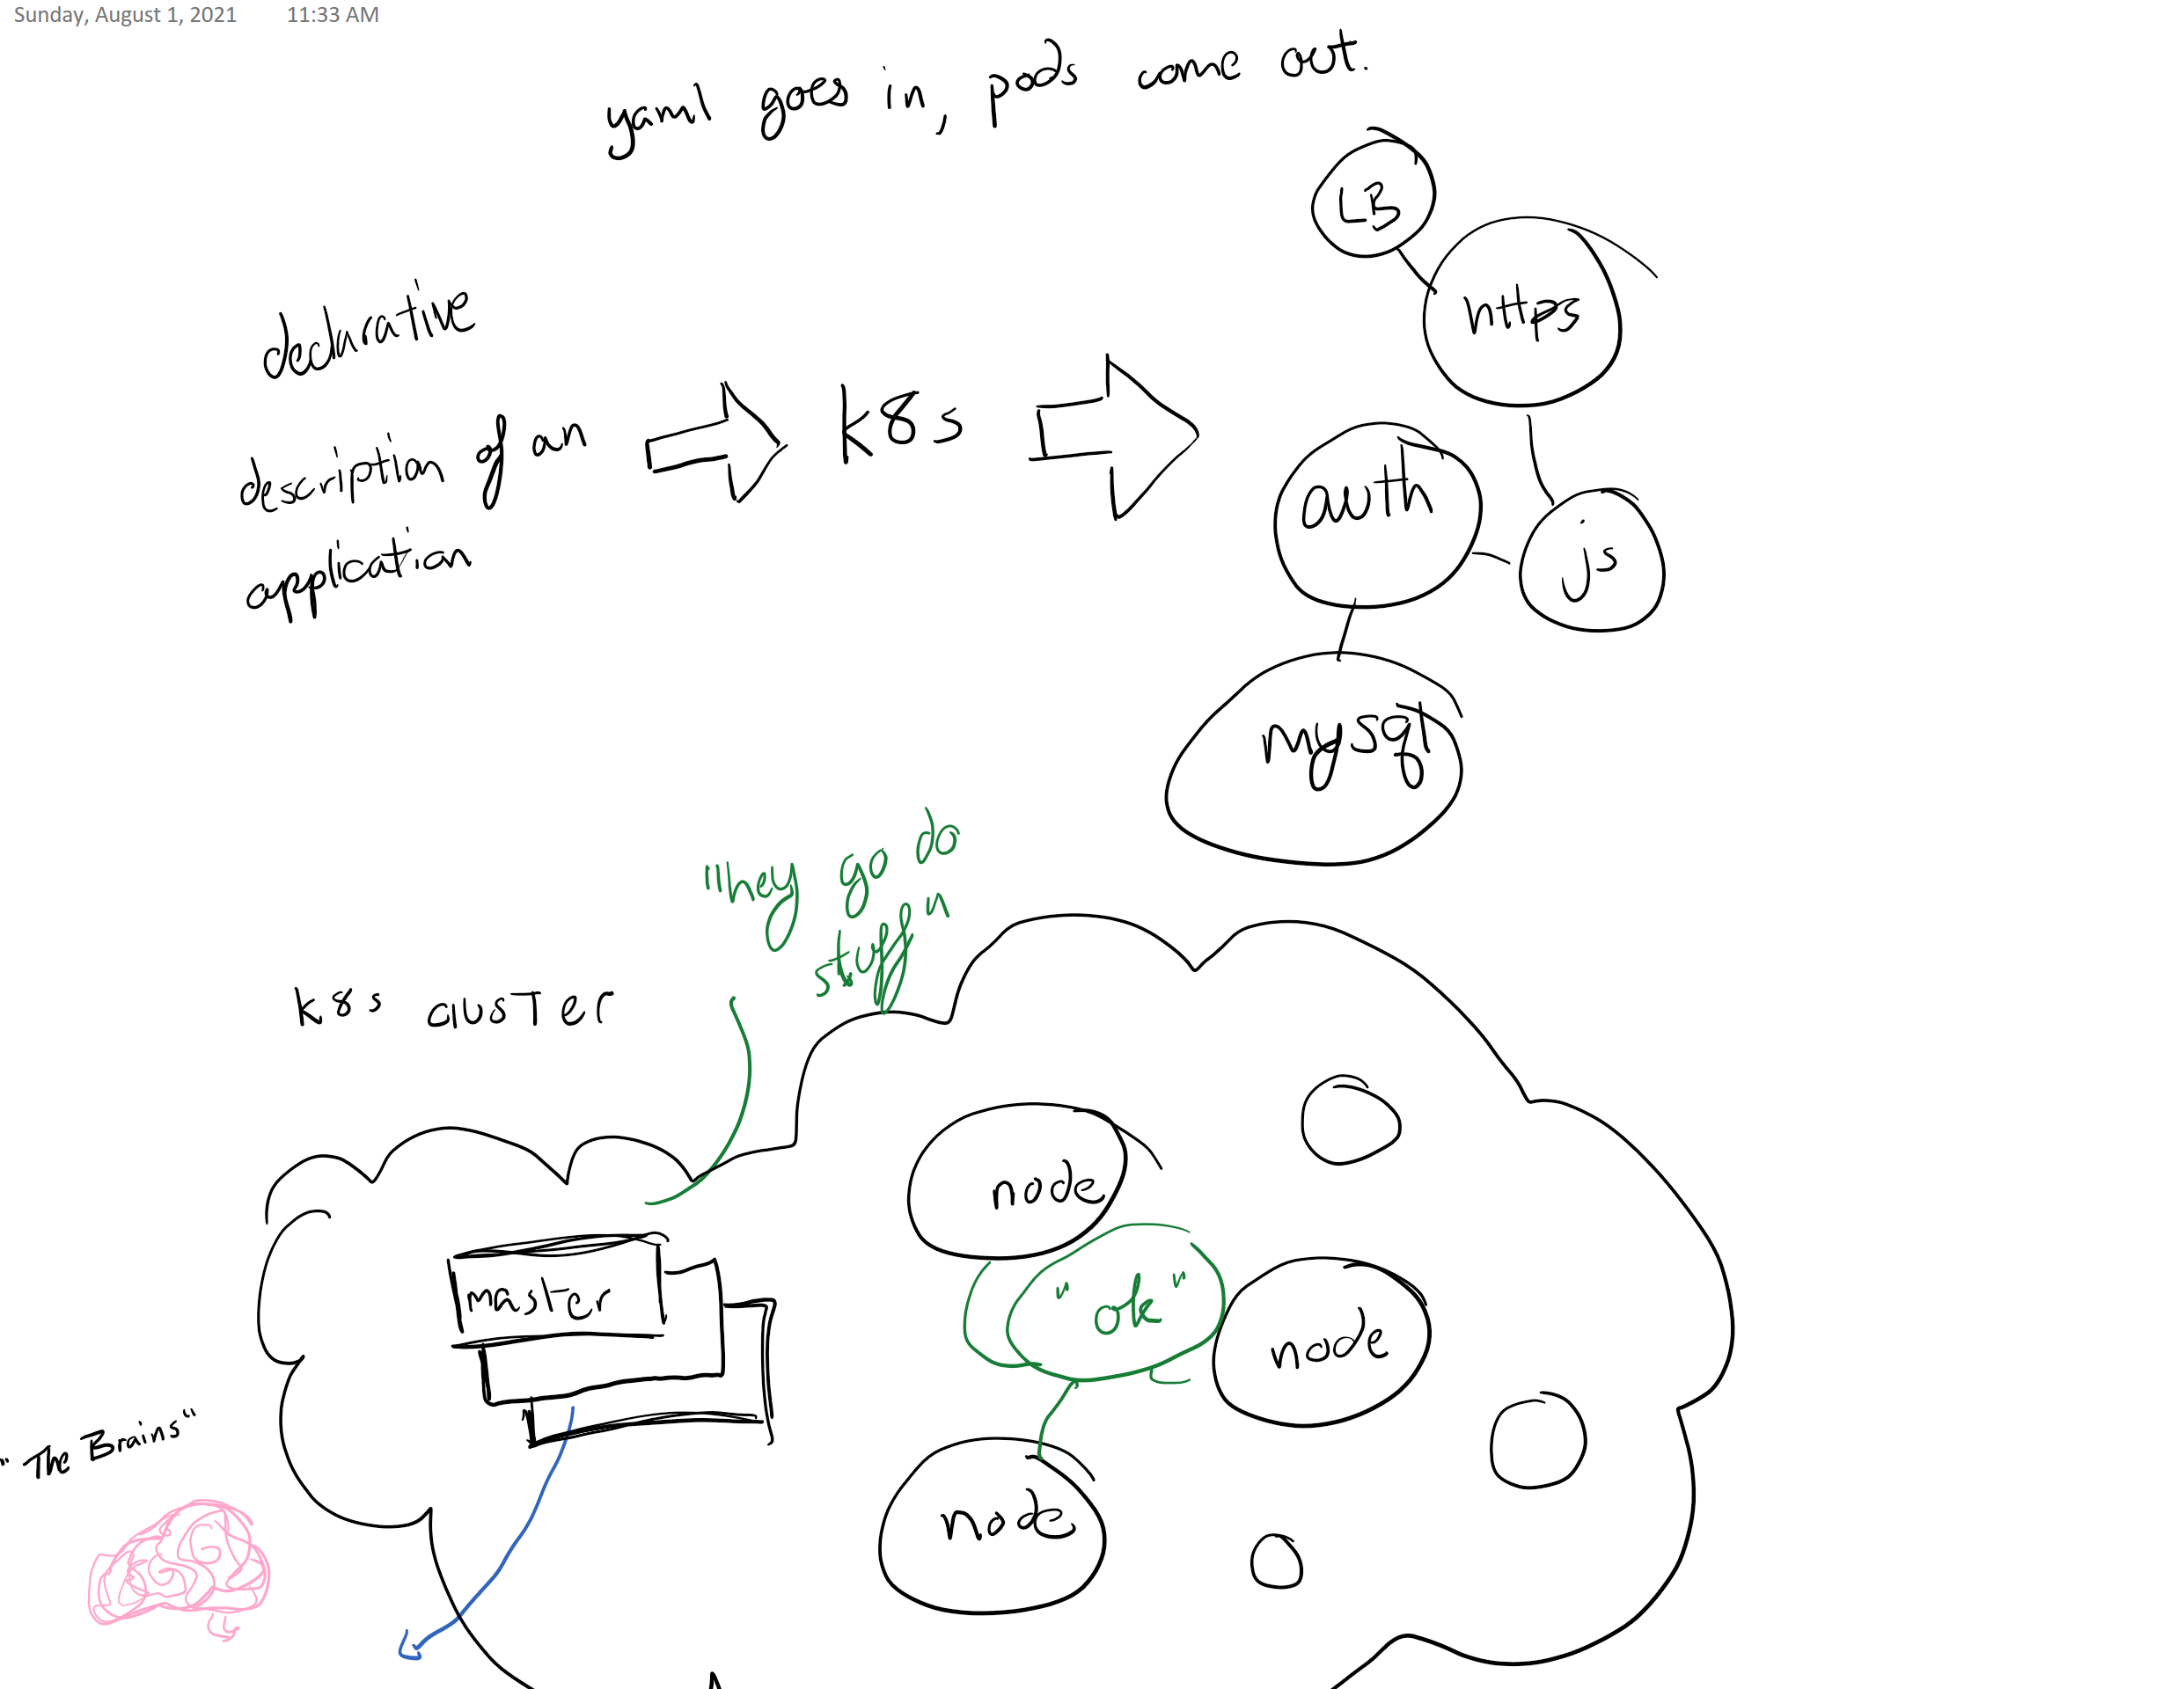 Sunday, August 1, 2021 11:33 AM
yaml goes in, pods come out.
LB
https
declarative
description of an
application
k8s
auth
js
mysql
"hey go do
stuff"
k8s cluster
node
master
"ok"
node
"The Brains"
node